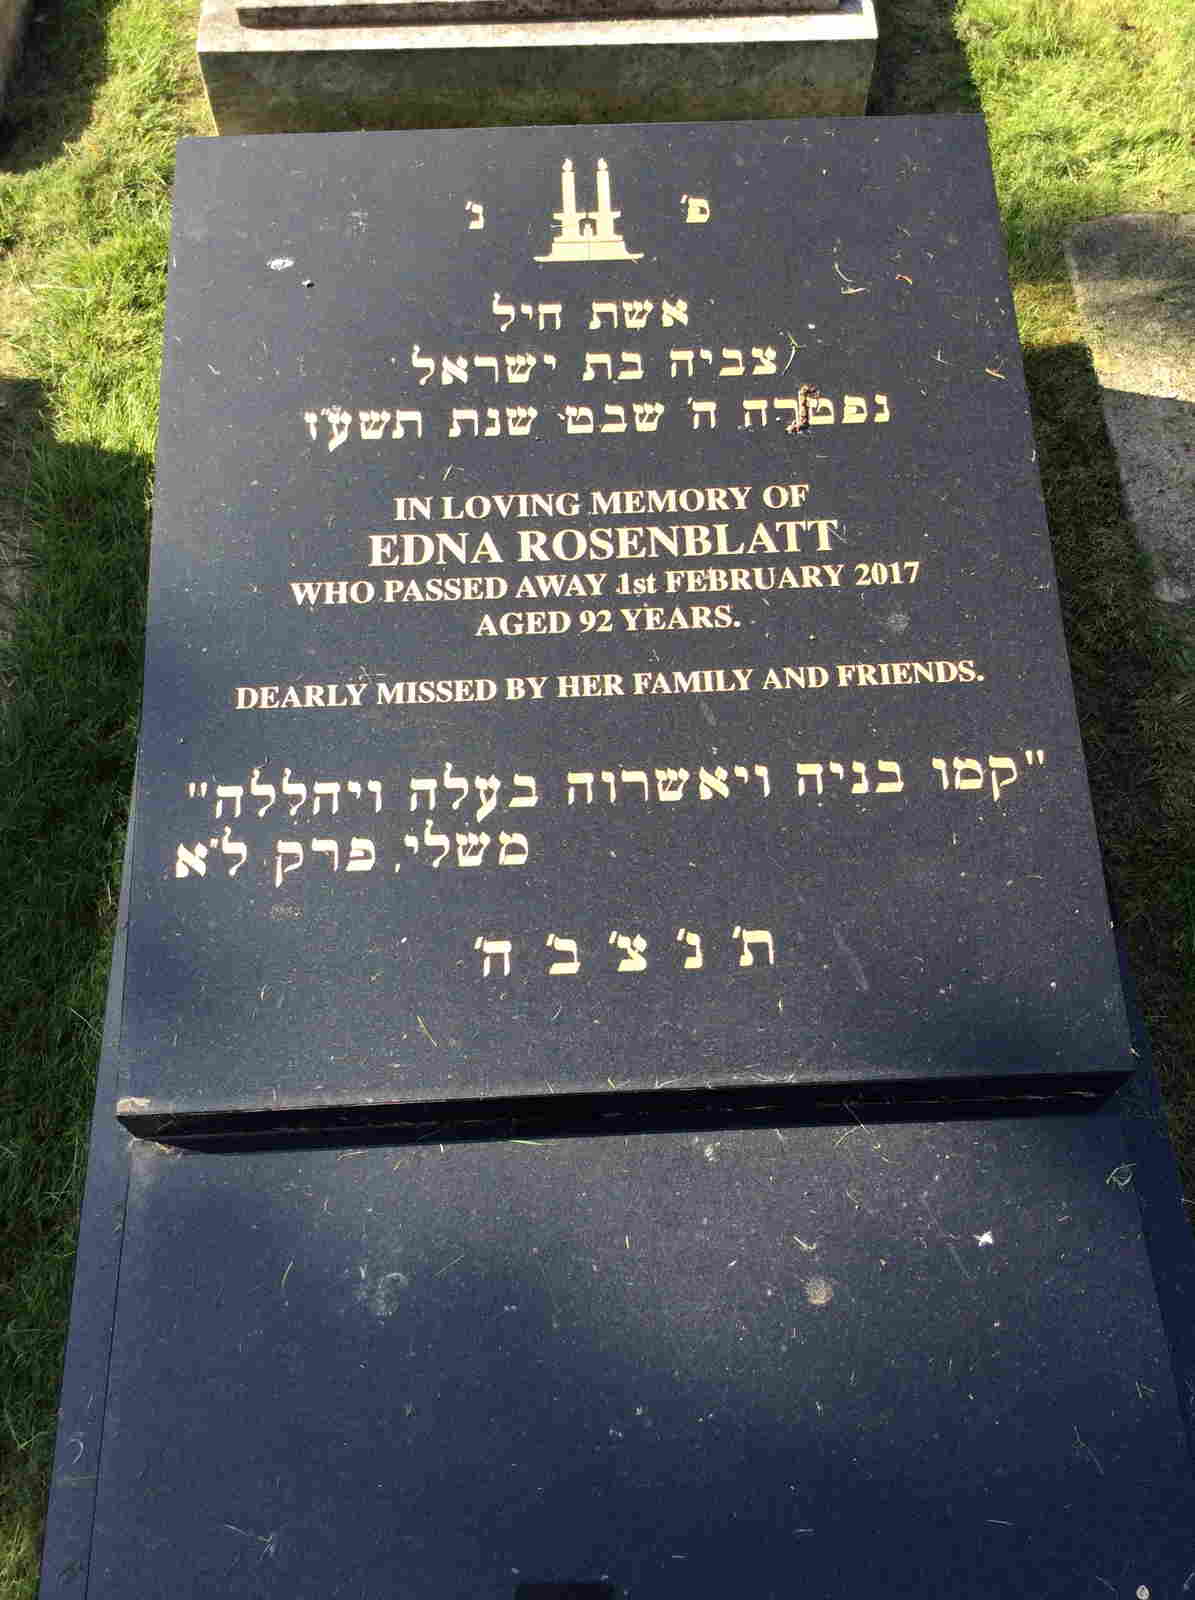 פ' נ'
אשת חיל
צביה בת ישראל
נפטרה ה' שבט שנת תשע"ז
IN LOVING MEMORY OF
EDNA ROSENBLATT
WHO PASSED AWAY 1st FEBRUARY 2017
AGED 92 YEARS.
DEARLY MISSED BY HER FAMILY AND FRIENDS.
"קמו בניה ויאשרוה בעלה ויהללה"
משלי, פרק ל"א
ת' נ' צ' ב' ה'